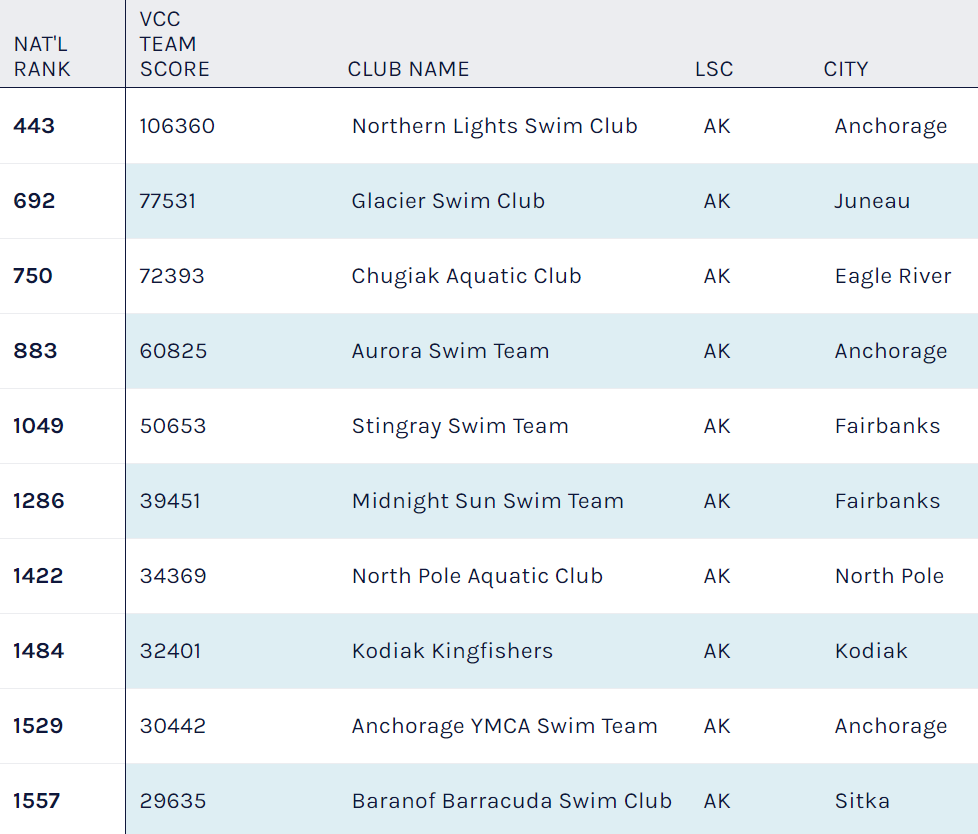 NAT'L RANK VCC TEAM SCORE CLUB NAME LSC CITY
443 106360 Northern Lights Swim Club AK Anchorage
692 77531 Glacier Swim Club AK Juneau
750 72393 Chugiak Aquatic Club AK Eagle River
883 60825 Aurora Swim Team AK Anchorage
1049 50653 Stingray Swim Team AK Fairbanks
1286 39451 Midnight Sun Swim Team AK Fairbanks
1422 34369 North Pole Aquatic Club AK North Pole
1484 32401 Kodiak Kingfishers AK Kodiak
1529 30442 Anchorage YMCA Swim Team AK Anchorage
1557 29635 Baranof Barracuda Swim Club AK Sitka